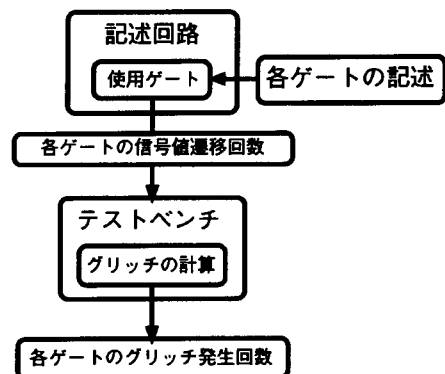 記述回路
使用ゲート
各ゲートの記述
各ゲートの信号値遷移回数
テストベンチ
グリッチの計算
各ゲートのグリッチ発生回数